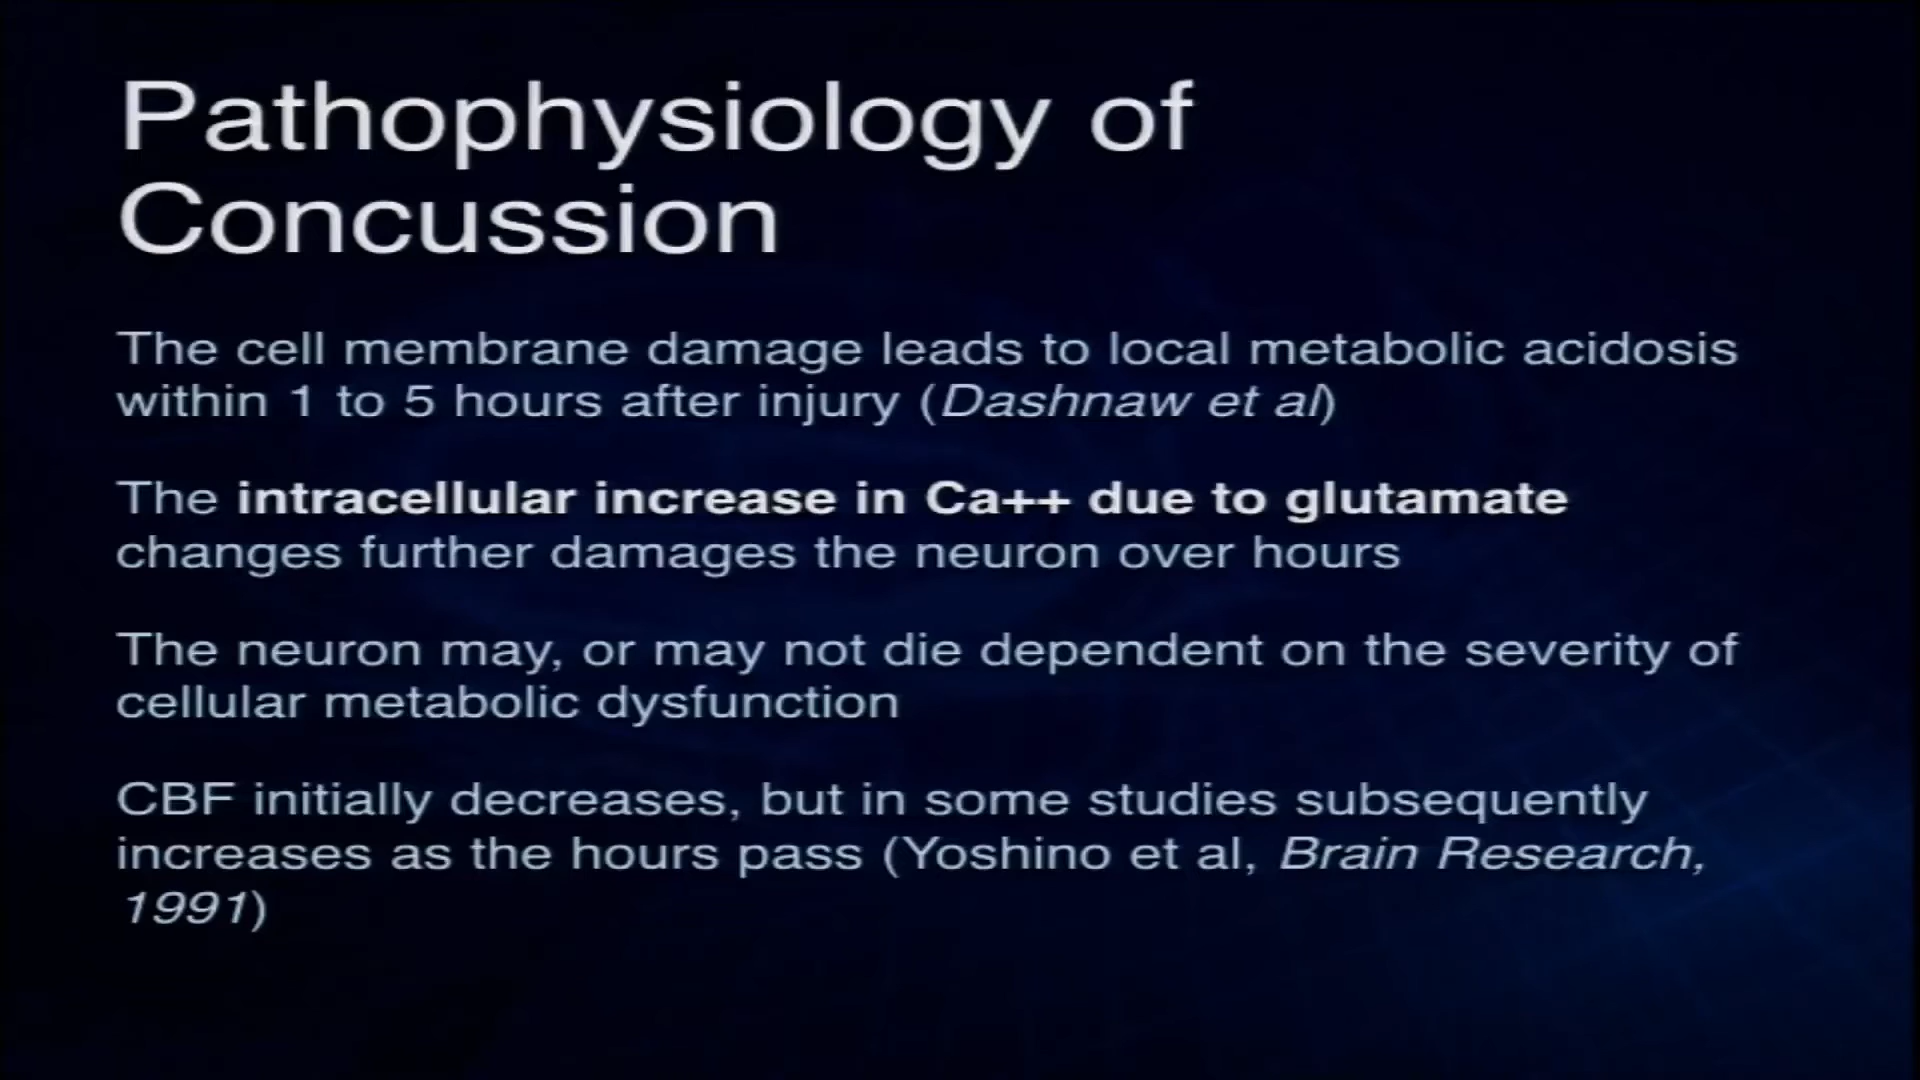 Pathophysiology of
Concussion
The cell membrane damage leads to local metabolic acidosis
within 1 to 5 hours after injury (Dashnaw et al)
The intracellular increase in Ca++ due to glutamate
changes further damages the neuron over hours
The neuron may, or may not die dependent on the severity of
cellular metabolic dysfunction
CBF initially decreases, but in some studies subsequently
increases as the hours pass (Yoshino et al, Brain Research,
1991)